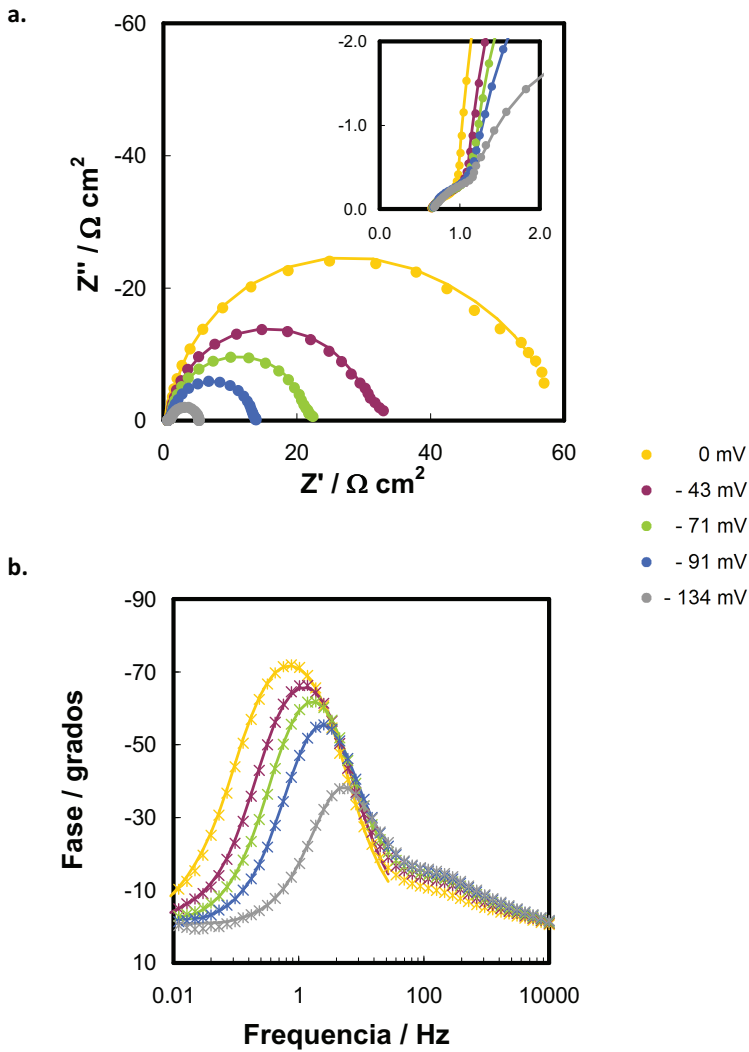 a.
-60
-40
-20
0
Z'' / Ω cm²
0 20 40 60
Z' / Ω cm²
-2.0
-1.0
0.0
0.0 1.0 2.0
0 mV
- 43 mV
- 71 mV
- 91 mV
- 134 mV
b.
-90
-70
-50
-30
-10
10
Fase / grados
0.01 1 100 10000
Frequencia / Hz